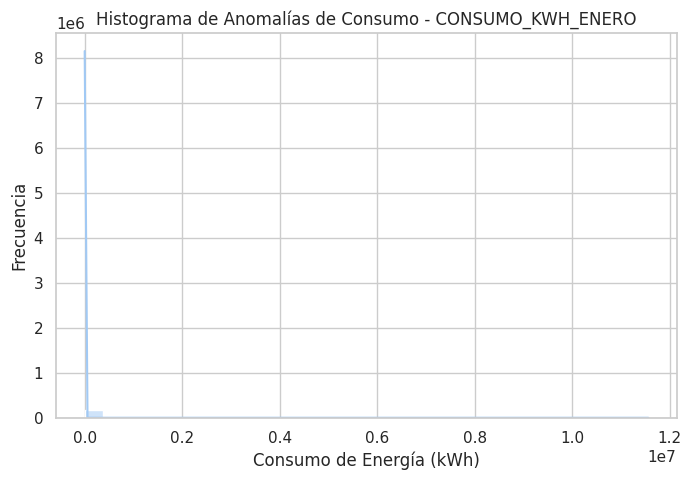 Histograma de Anomalías de Consumo - CONSUMO_KWH_ENERO
1e6
8
7
6
5
4
3
2
1
0
Frecuencia
0.0 0.2 0.4 0.6 0.8 1.0 1.2
1e7
Consumo de Energía (kWh)